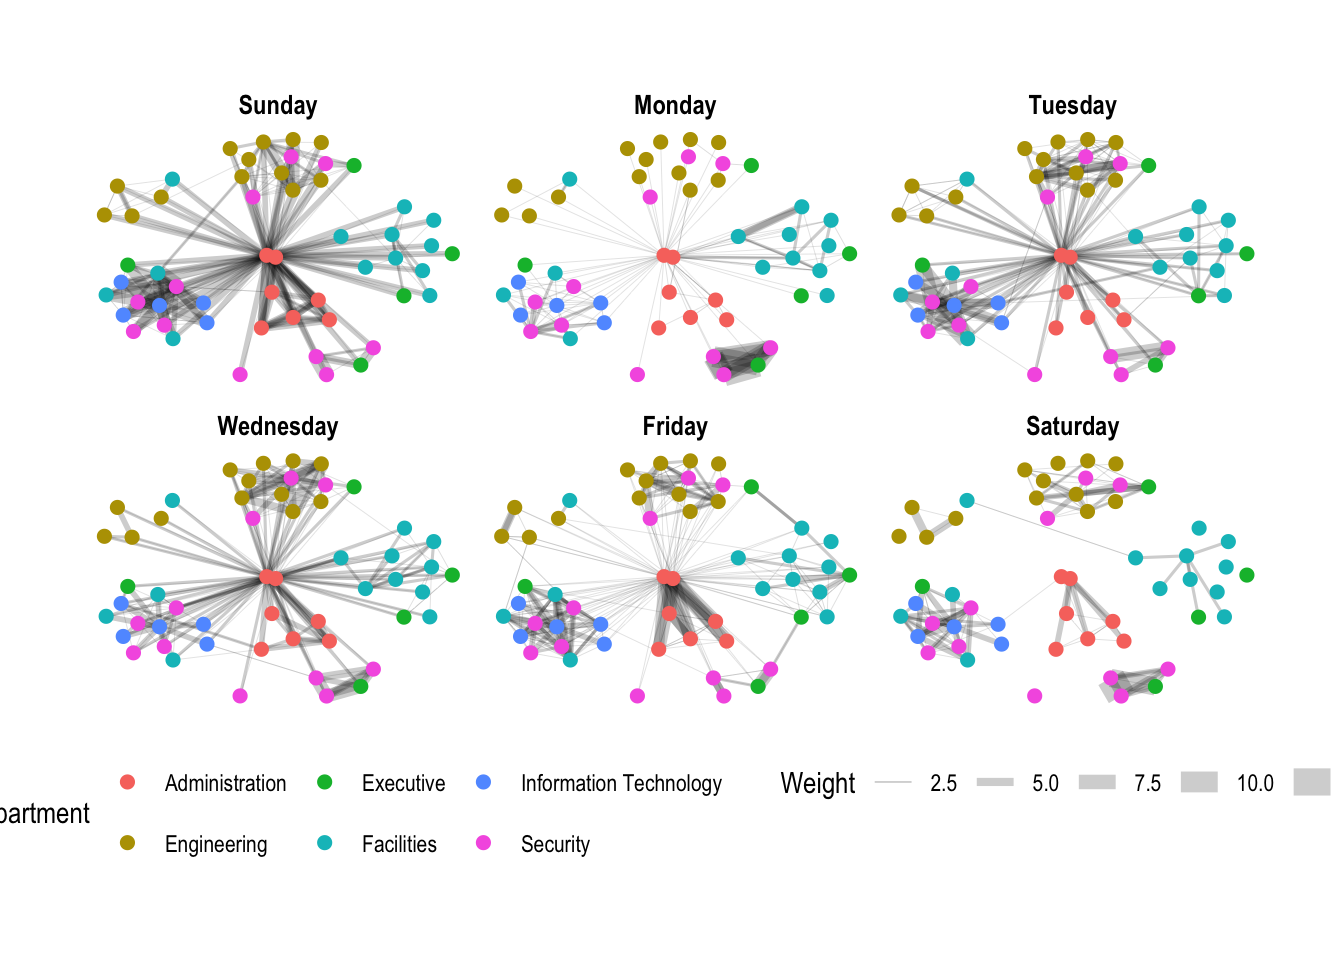 Sunday Monday Tuesday
Wednesday Friday Saturday
Administration Executive Information Technology Weight 2.5 5.0 7.5 10.0
partment
Engineering Facilities Security